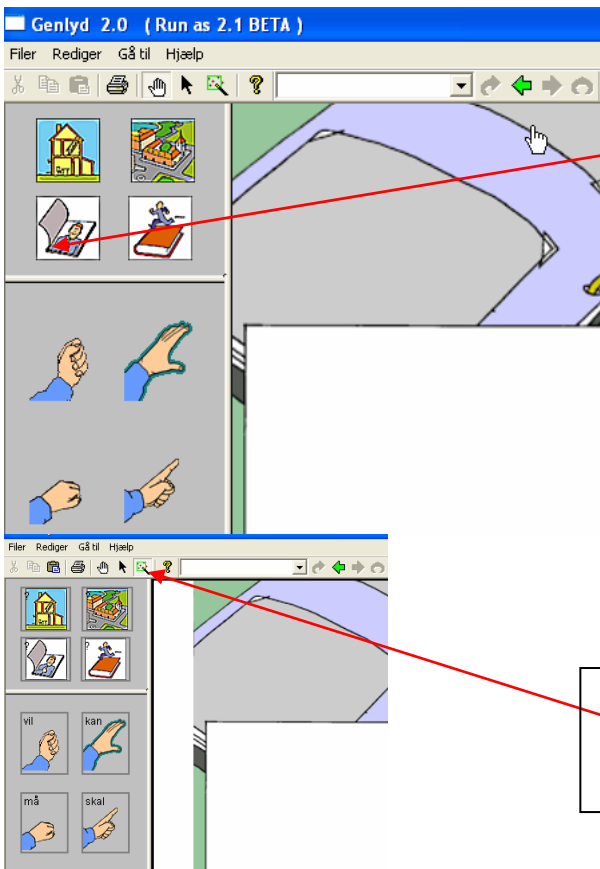 Genlyd 2.0 ( Run as 2.1 BETA )
Filer Rediger Gå til Hjælp
?
Filer Rediger Gå til Hjælp
?
? ?
? ?
vil kan
må skal